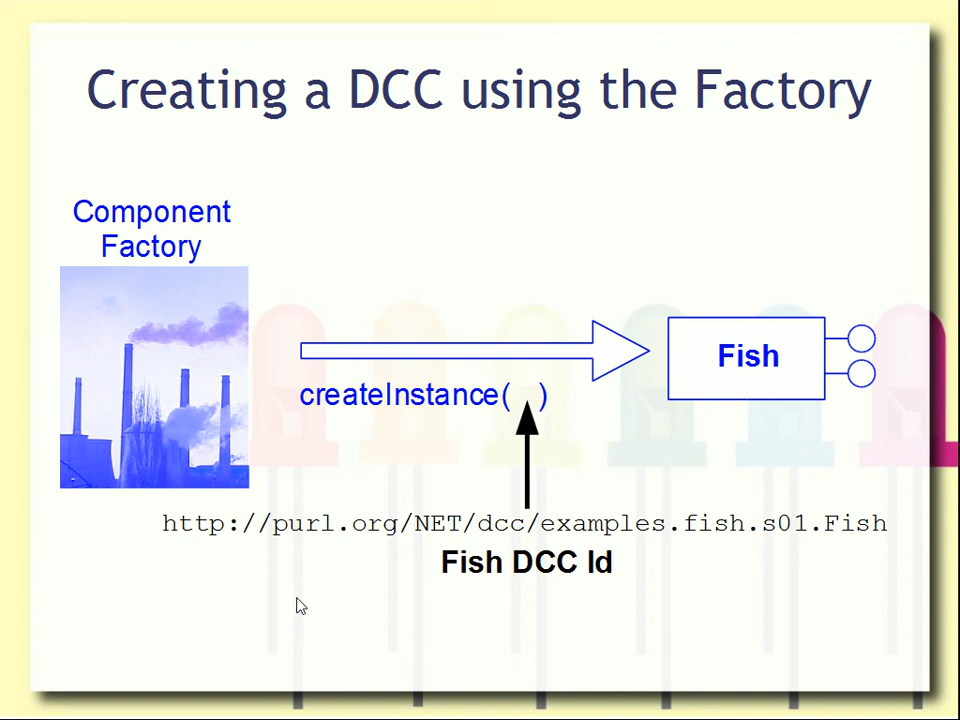 Creating a DCC using the Factory
Component
Factory
Fish
createInstance( )
http://purl.org/NET/dcc/examples.fish.s01.Fish
Fish DCC Id